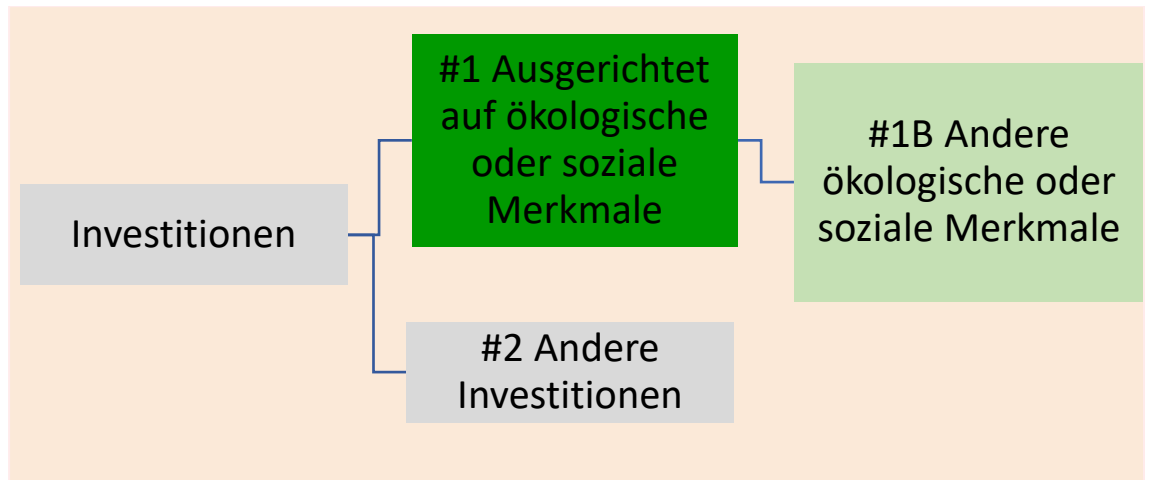 #1 Ausgerichtet
auf ökologische
oder soziale
Merkmale
#1B Andere
ökologische oder
soziale Merkmale
Investitionen
#2 Andere
Investitionen